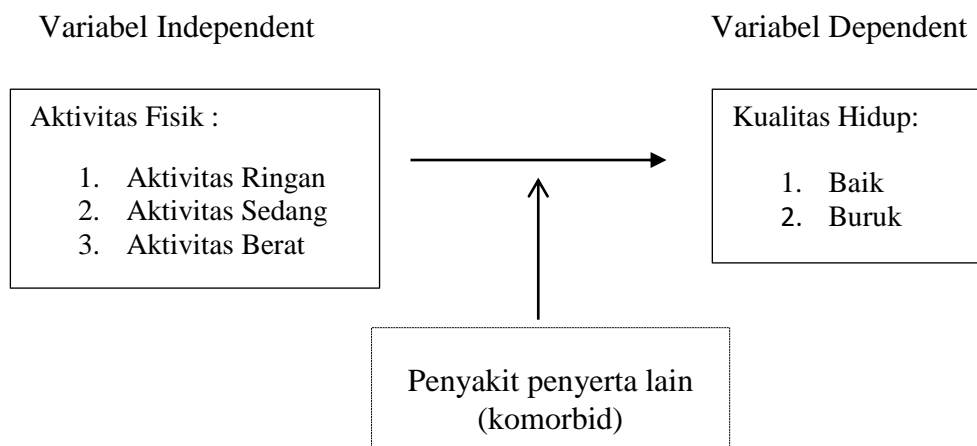 Variabel Independent
Variabel Dependent
Aktivitas Fisik :
1. Aktivitas Ringan
2. Aktivitas Sedang
3. Aktivitas Berat
Kualitas Hidup:
1. Baik
2. Buruk
Penyakit penyerta lain
(komorbid)